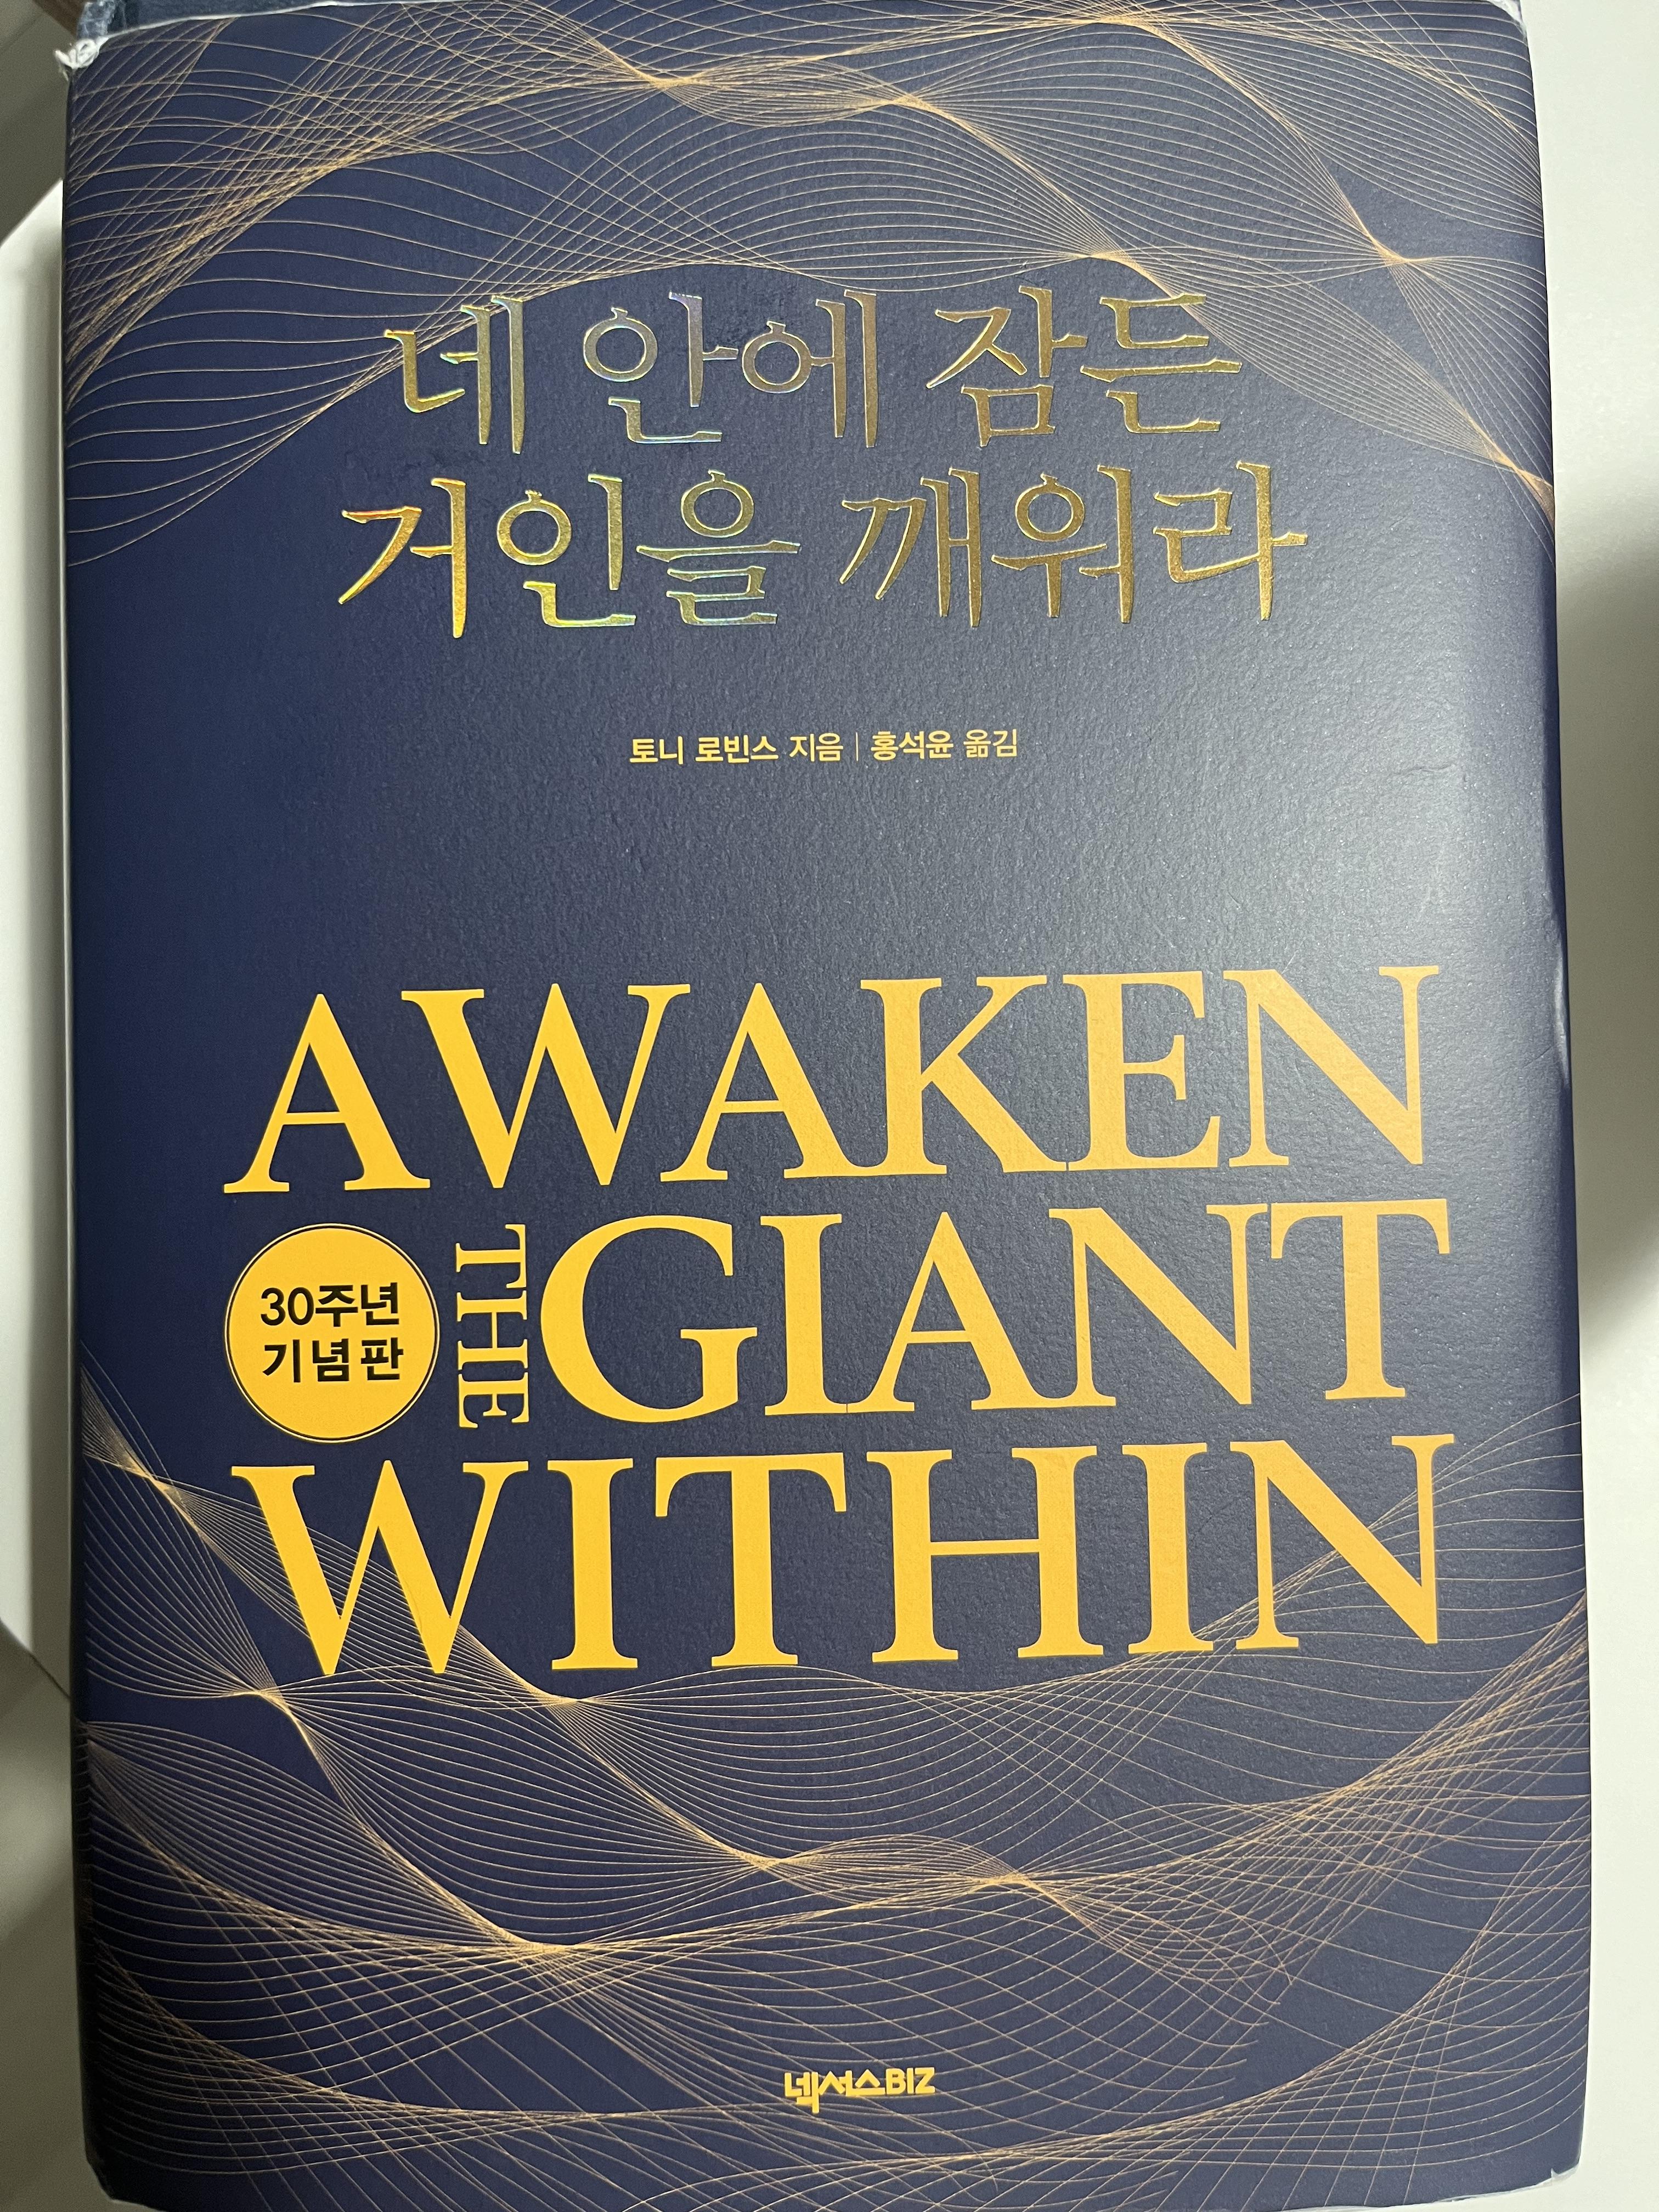 네 안에 잠든
거인을 깨워라
토니 로빈스 지음 | 홍석윤 옮김
AWAKEN
THE GIANT
30주년
기념판
WITHIN
넥서스BIZ